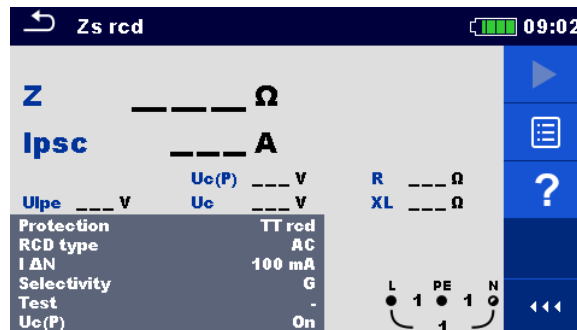 Zs rcd 09:02
Z ___ Ω
Ipsc ___ A
Uc(P) ___ V R ___ Ω
Ulpe ___ V Uc ___ V XL ___ Ω
Protection TT rcd
RCD type AC
I ΔN 100 mA
Selectivity G
Test -
Uc(P) On
L PE N
1 1
1
?